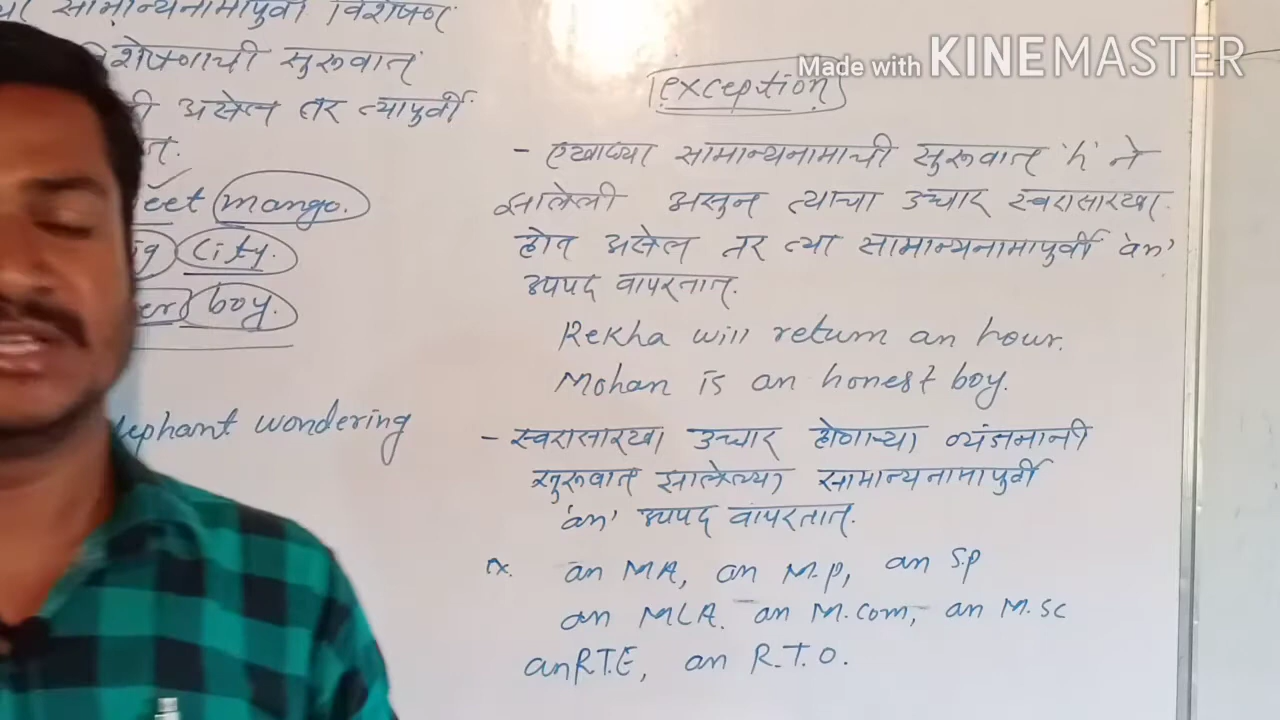 सामान्यनामापुर्वी विशेषण
विशेषणाची सुरूवात
असेल तर त्यापुर्वी
त.
eet mango.
ig city.
er boy.
ephant wondering
Made with KINEMASTER
exception
- एखाद्या सामान्यनामाची सुरूवात 'h' ने
झालेली असुन त्याचा उच्चार स्वरासारखा
होत असेल तर त्या सामान्यनामापुर्वी 'an'
उपपद वापरतात.
Rekha will return an hour.
Mohan is an honest boy.
- स्वरासारखा उच्चार होणाऱ्या व्यंजनानी
सुरूवात झालेल्या सामान्यनामापुर्वी
'an' उपपद वापरतात.
ex. an MA, an M.P, an S.P
an MLA. an M.Com, an M.SC
an R.T.E, an R.T.O.